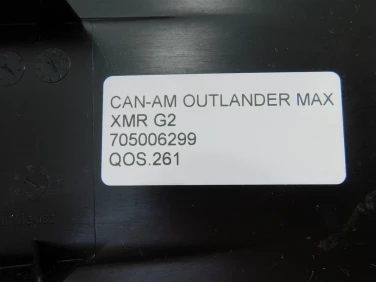 CAN-AM OUTLANDER MAX
XMR G2
705006299
QOS.261